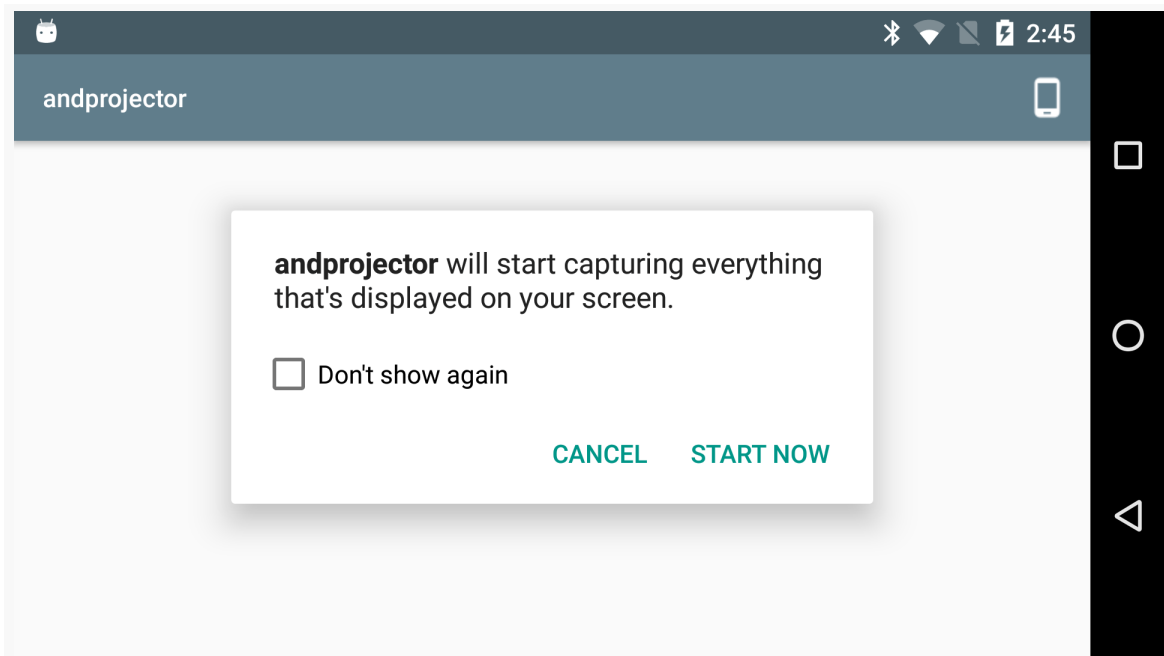 2:45
andprojector
andprojector will start capturing everything
that's displayed on your screen.
Don't show again
CANCEL START NOW